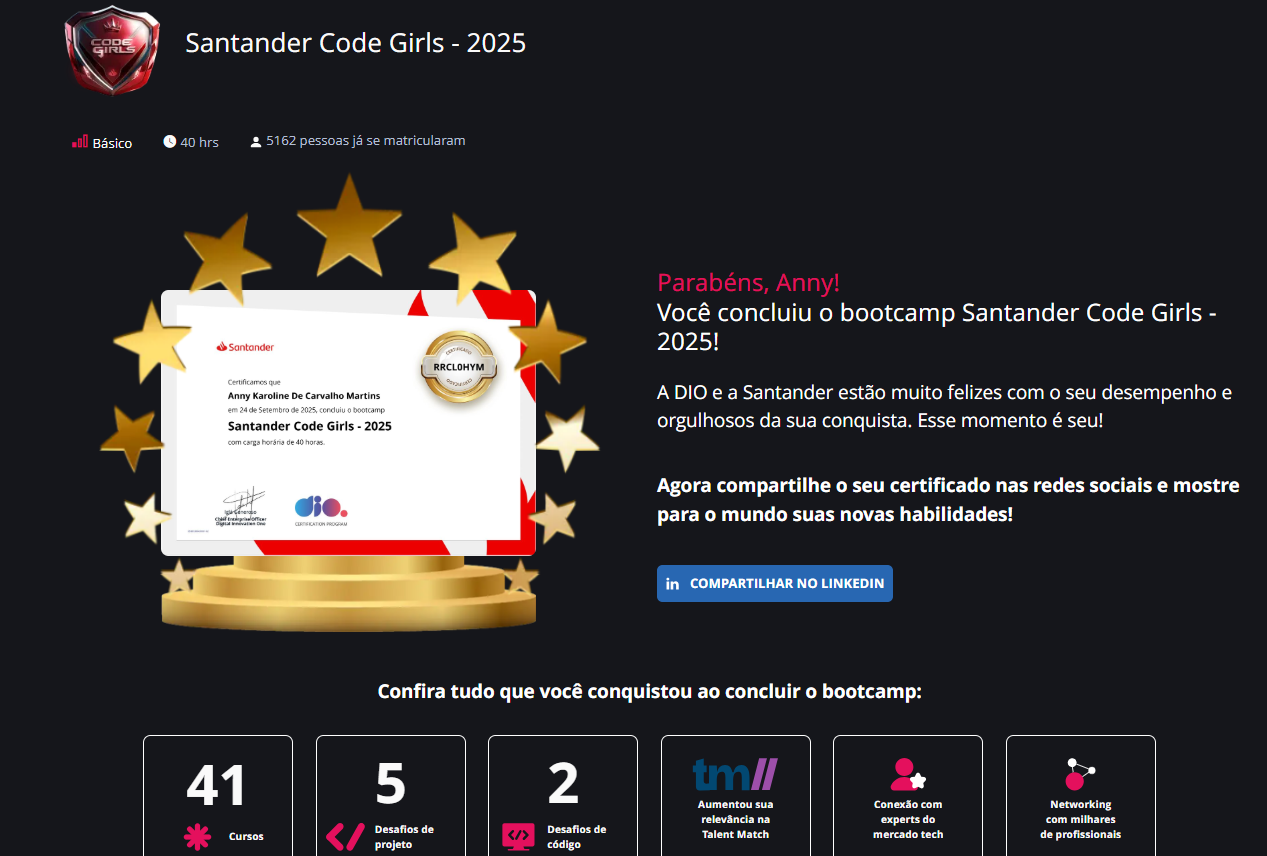 CODE
GIRLS
Santander Code Girls - 2025
Básico
40 hrs
5162 pessoas já se matricularam
Santander
CERTIFICADO
RRCL0HYM
Certificamos que
Anny Karoline De Carvalho Martins
em 24 de Setembro de 2025, concluiu o bootcamp
Santander Code Girls - 2025
com carga horária de 40 horas.
Iglá Generoso
Chief Enterprise Officer
Digital Innovation One
dio.
CERTIFICATION PROGRAM
Parabéns, Anny!
Você concluiu o bootcamp Santander Code Girls -
2025!
A DIO e a Santander estão muito felizes com o seu desempenho e
orgulhosos da sua conquista. Esse momento é seu!
Agora compartilhe o seu certificado nas redes sociais e mostre
para o mundo suas novas habilidades!
in COMPARTILHAR NO LINKEDIN
Confira tudo que você conquistou ao concluir o bootcamp:
41
Cursos
5
Desafios de
projeto
2
Desafios de
código
tm//
Aumentou sua
relevância na
Talent Match
Conexão com
experts do
mercado tech
Networking
com milhares
de profissionais